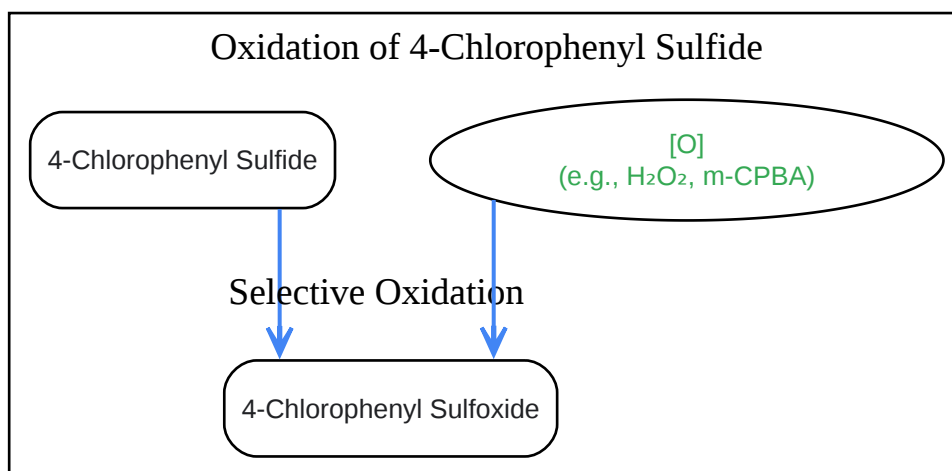 Oxidation of 4-Chlorophenyl Sulfide
4-Chlorophenyl Sulfide
[O]
(e.g., H₂O₂, m-CPBA)
Selective Oxidation
4-Chlorophenyl Sulfoxide